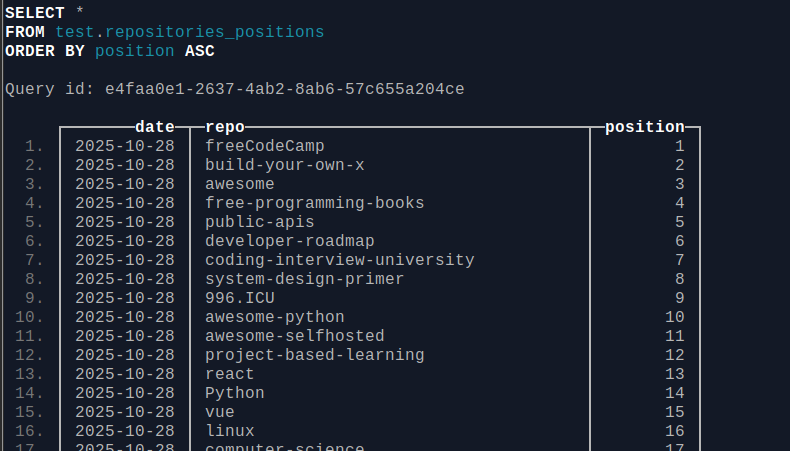 SELECT *
FROM test.repositories_positions
ORDER BY position ASC
Query id: e4faa0e1-2637-4ab2-8ab6-57c655a204ce
date repo position
1. 2025-10-28 freeCodeCamp 1
2. 2025-10-28 build-your-own-x 2
3. 2025-10-28 awesome 3
4. 2025-10-28 free-programming-books 4
5. 2025-10-28 public-apis 5
6. 2025-10-28 developer-roadmap 6
7. 2025-10-28 coding-interview-university 7
8. 2025-10-28 system-design-primer 8
9. 2025-10-28 996.ICU 9
10. 2025-10-28 awesome-python 10
11. 2025-10-28 awesome-selfhosted 11
12. 2025-10-28 project-based-learning 12
13. 2025-10-28 react 13
14. 2025-10-28 Python 14
15. 2025-10-28 vue 15
16. 2025-10-28 linux 16
17. 2025-10-28 computer-science 17